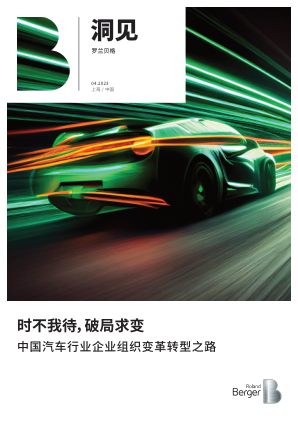 洞见
罗兰贝格
04.2023
上海 / 中国
时不我待, 破局求变
中国汽车行业企业组织变革转型之路
Roland
Berger